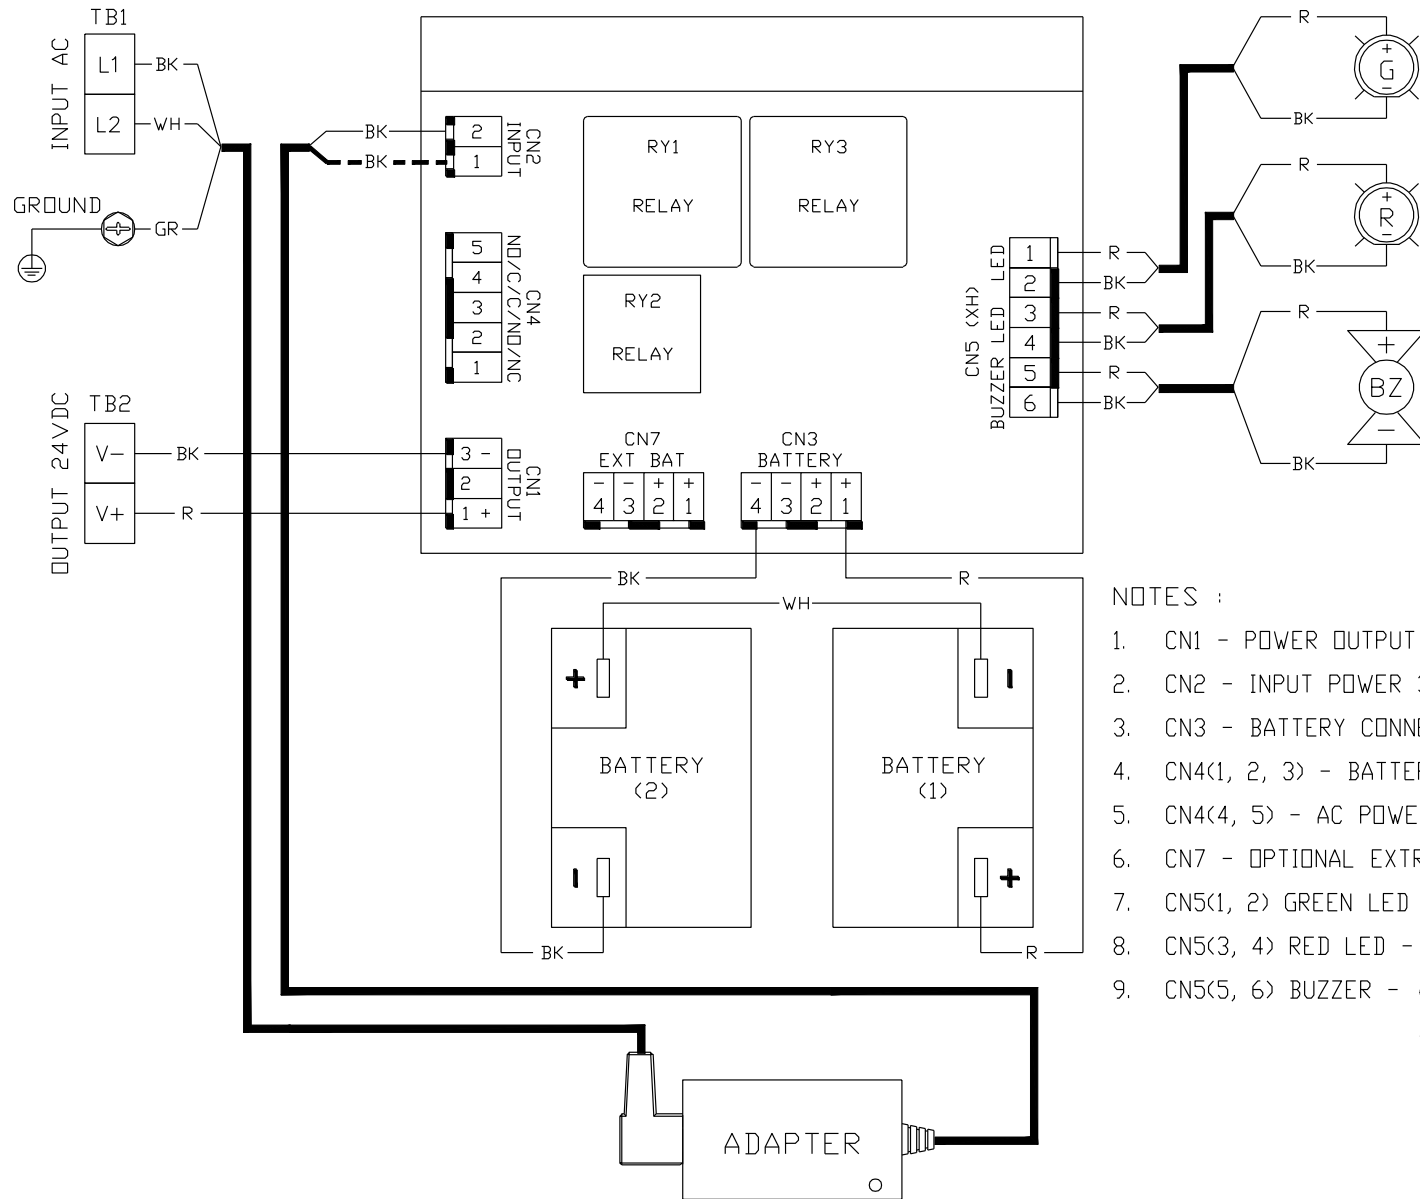 TB1
INPUT AC
L1
BK
L2
WH
GROUND
GR
BK
2
BK
1
CN2
INPUT
RY1
RELAY
RY3
RELAY
RY2
RELAY
5
4
3
2
1
CN4
NO/C/C/NO/NC
TB2
OUTPUT 24VDC
V-
BK
V+
R
3 -
2
1 +
CN1
OUTPUT
CN7
EXT BAT
- - + +
4 3 2 1
CN3
BATTERY
- - + +
4 3 2 1
CN5 (XH)
BUZZER LED LED
1
R
2
BK
3
R
4
BK
5
R
6
BK
R
+
G
-
BK
R
+
R
-
BK
R
+
BZ
-
BK
BK
R
WH
+
BATTERY
(2)
-
BK
-
BATTERY
(1)
+
R
ADAPTER
NOTES :
1. CN1 - POWER OUTPUT
2. CN2 - INPUT POWER
3. CN3 - BATTERY
4. CN4(1, 2, 3) -
5. CN4(4, 5) - AC
6. CN7 - OPTIONAL
7. CN5(1, 2) GREEN LED
8. CN5(3, 4) RED LED -
9. CN5(5, 6) BUZZER -